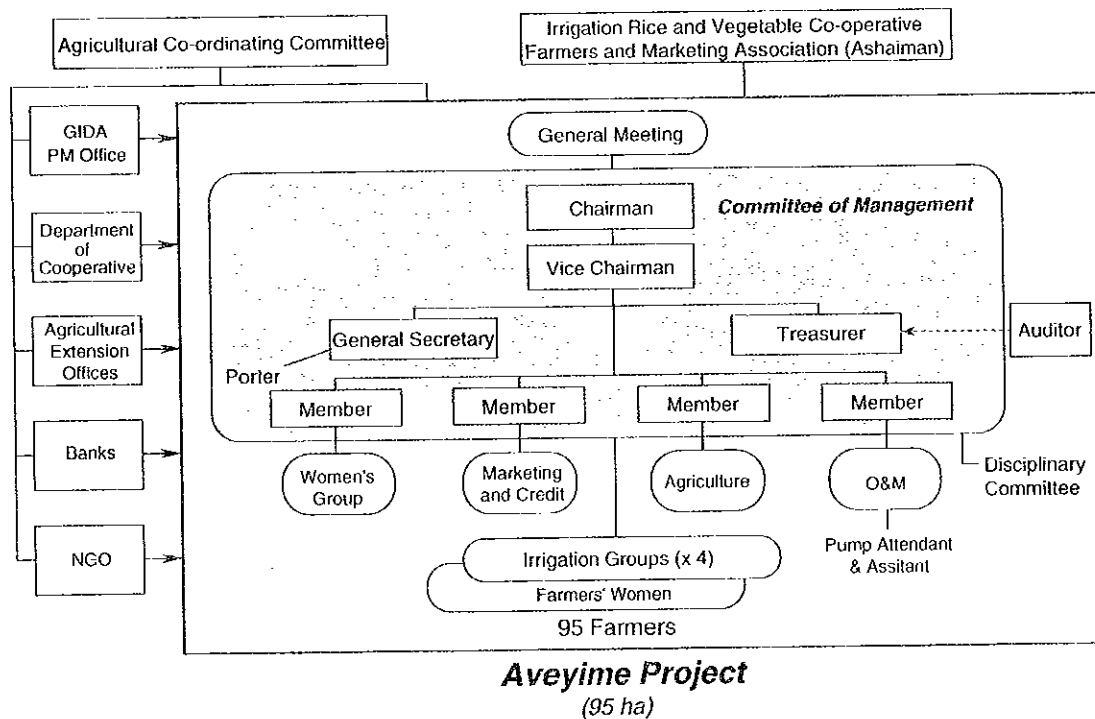 Agricultural Co-ordinating Committee
Irrigation Rice and Vegetable Co-operative
Farmers and Marketing Association (Ashaiman)
GIDA
PM Office
Department
of
Cooperative
Agricultural
Extension
Offices
Banks
NGO
General Meeting
Committee of Management
Chairman
Vice Chairman
General Secretary
Treasurer
Auditor
Porter
Member
Member
Member
Member
Women's
Group
Marketing
and Credit
Agriculture
O&M
Disciplinary
Committee
Pump Attendant
& Assitant
Irrigation Groups (x 4)
Farmers' Women
95 Farmers
Aveyime Project
(95 ha)